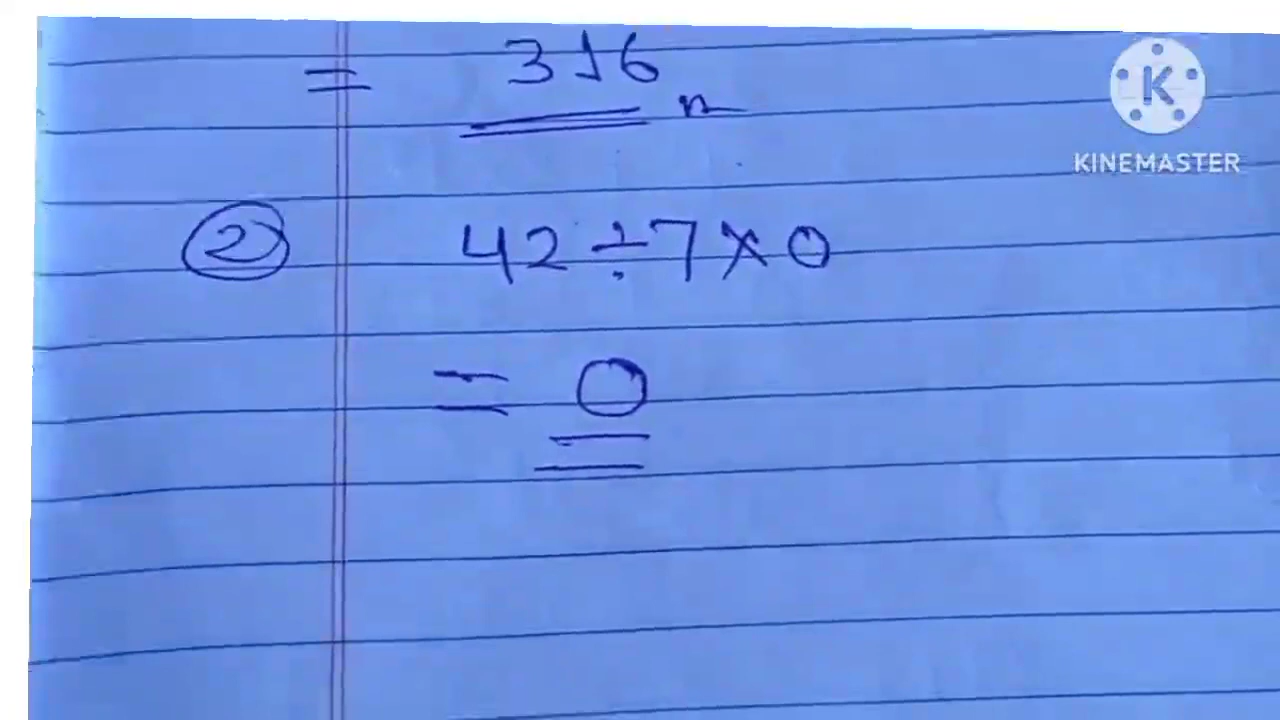 = 316
KINEMASTER
② 42÷7×0
= 0